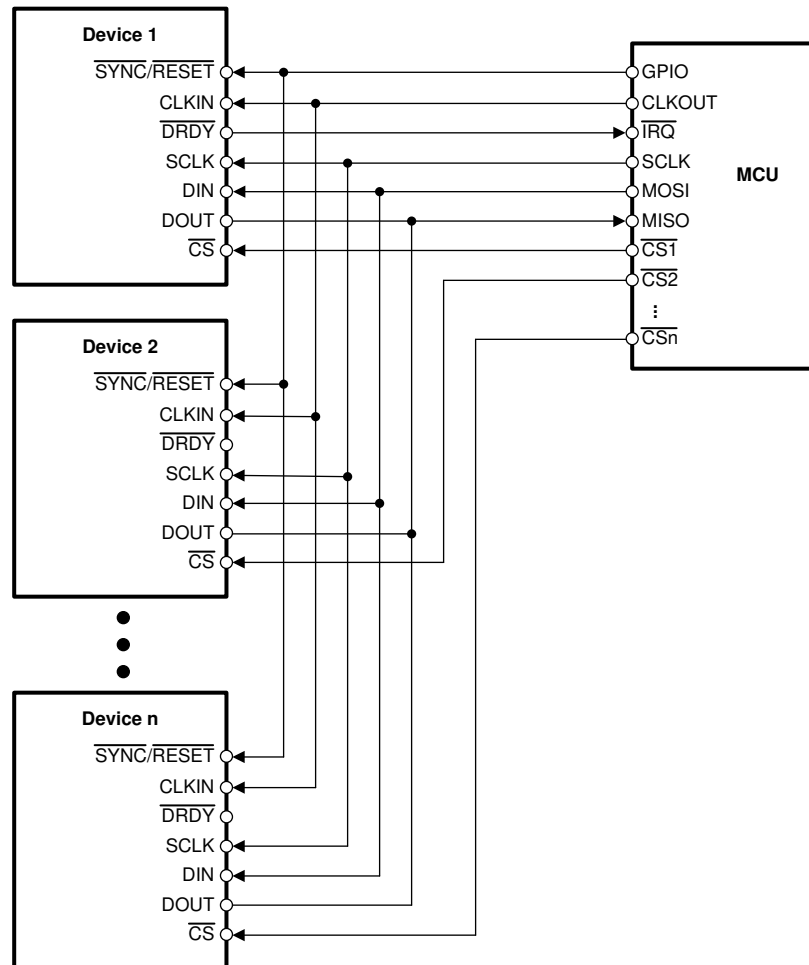 Device 1
SYNC/RESET
CLKIN
DRDY
SCLK
DIN
DOUT
CS
MCU
GPIO
CLKOUT
IRQ
SCLK
MOSI
MISO
CS1
CS2
⋮
CSn
Device 2
SYNC/RESET
CLKIN
DRDY
SCLK
DIN
DOUT
CS
Device n
SYNC/RESET
CLKIN
DRDY
SCLK
DIN
DOUT
CS